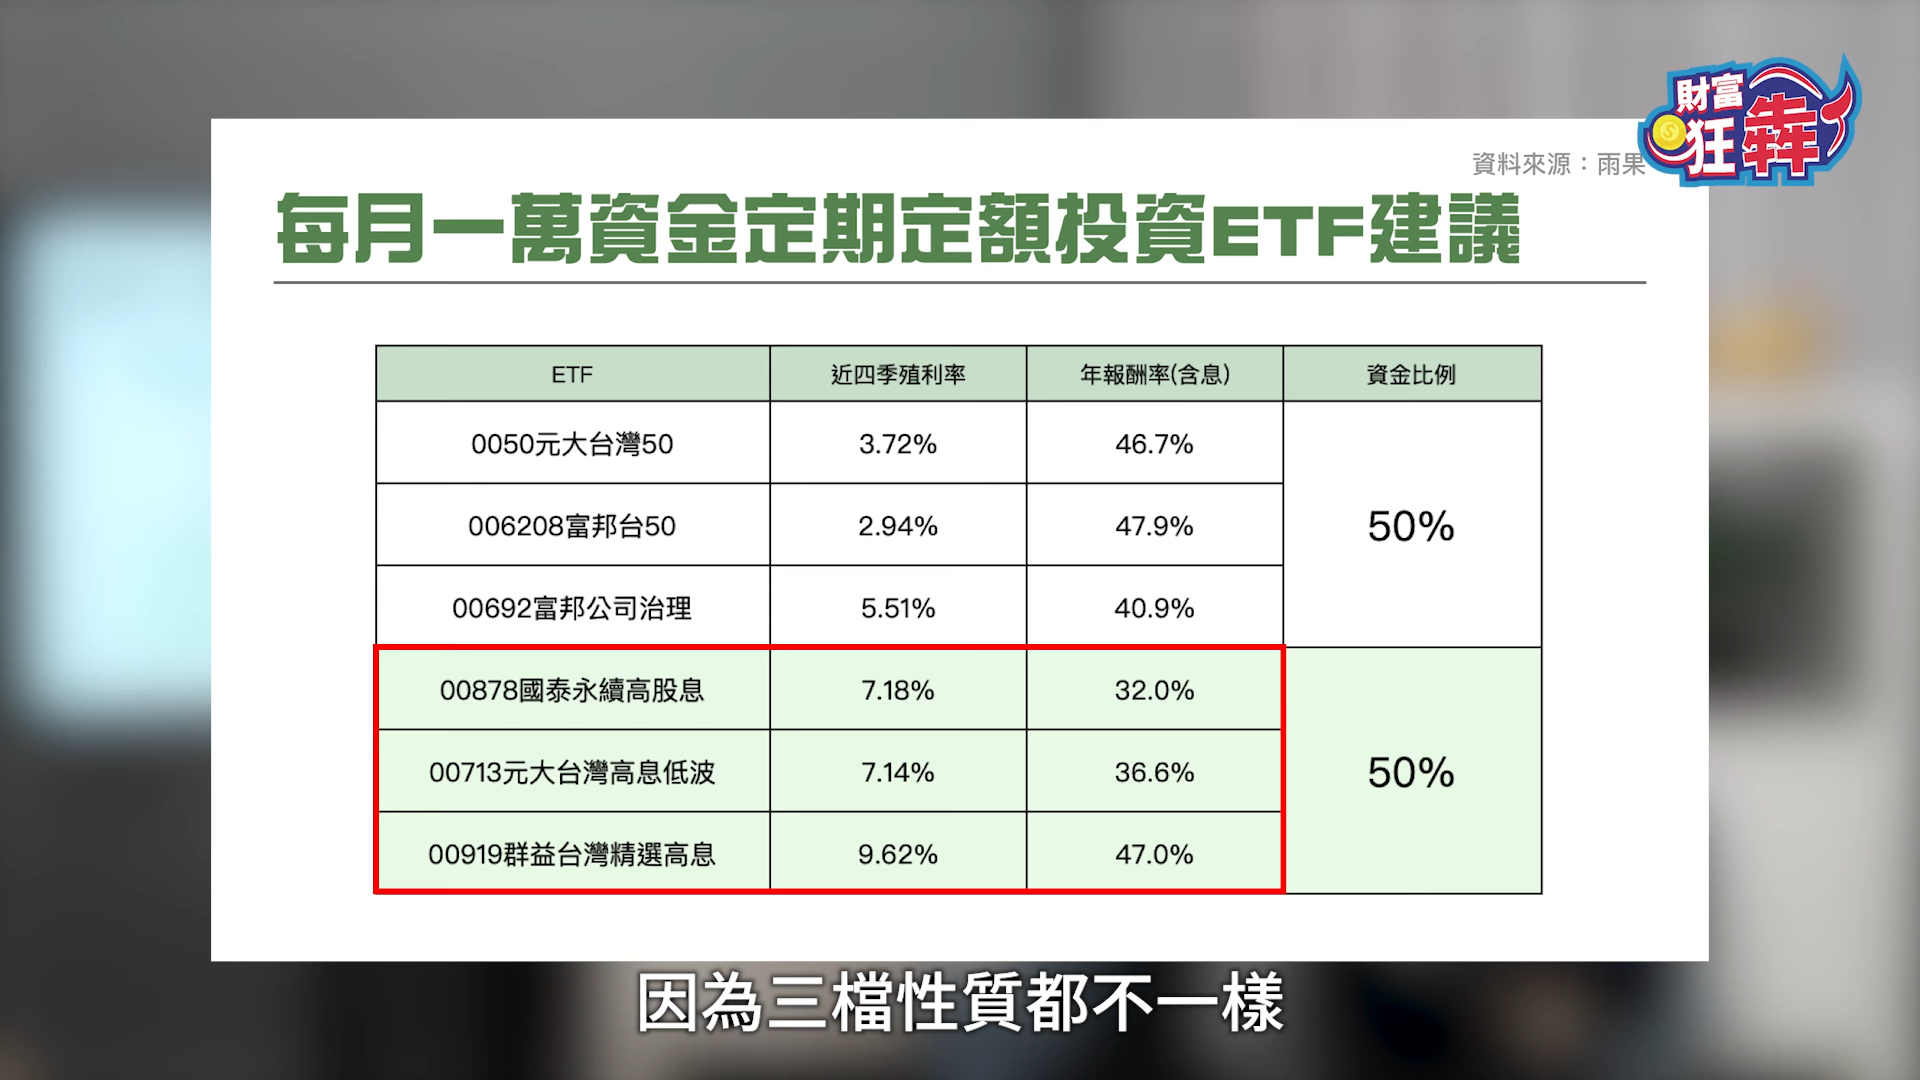 財富
狂犇
資料來源：雨果
每月一萬資金定期定額投資ETF建議
ETF 近四季殖利率 年報酬率(含息) 資金比例
0050元大台灣50 3.72% 46.7%
006208富邦台50 2.94% 47.9% 50%
00692富邦公司治理 5.51% 40.9%
00878國泰永續高股息 7.18% 32.0%
00713元大台灣高息低波 7.14% 36.6% 50%
00919群益台灣精選高息 9.62% 47.0%
因為三檔性質都不一樣